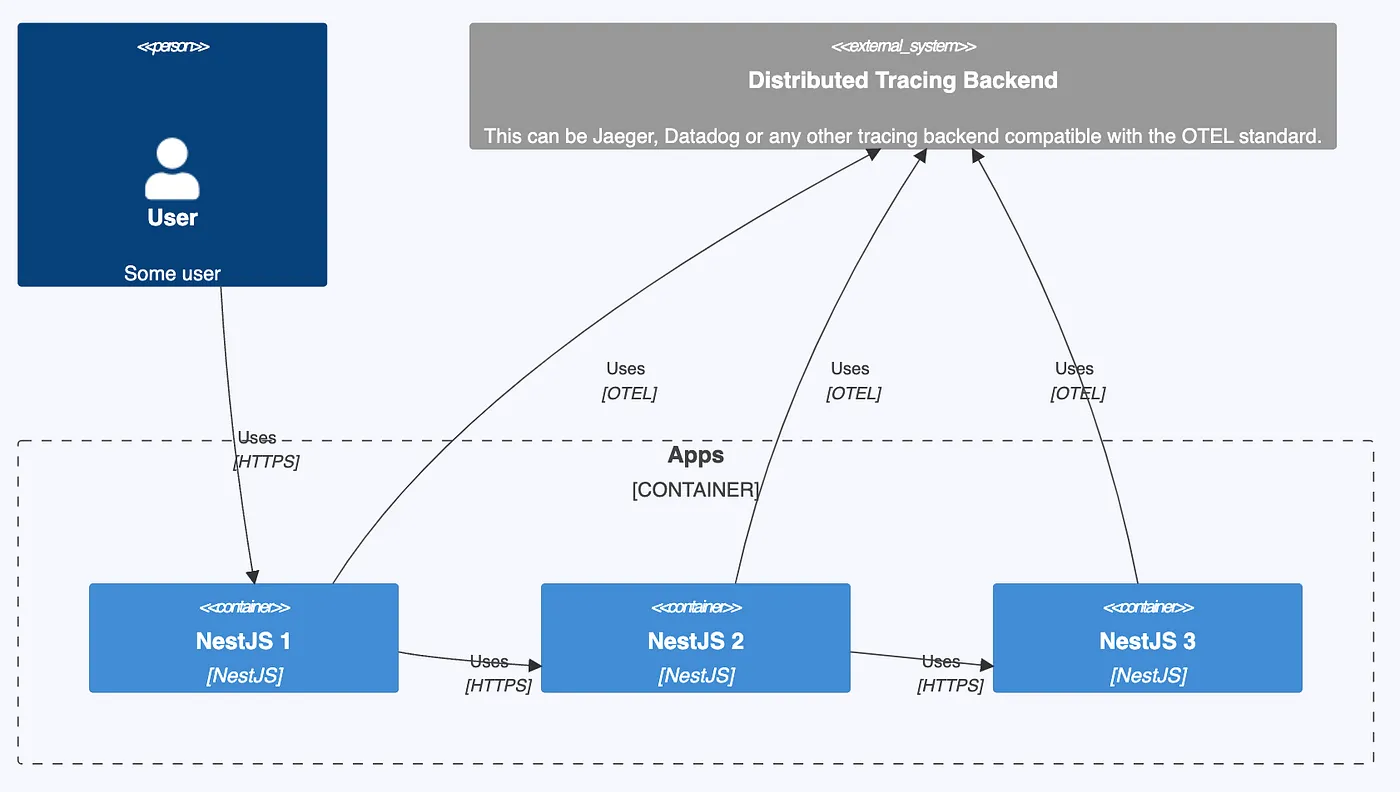 <<person>>
User
Some user
<<external_system>>
Distributed Tracing Backend
This can be Jaeger, Datadog or any other tracing backend compatible with the OTEL standard.
Uses
[OTEL]
Uses
[OTEL]
Uses
[OTEL]
Uses
[HTTPS]
Apps
[CONTAINER]
<<container>>
NestJS 1
[NestJS]
Uses
[HTTPS]
<<container>>
NestJS 2
[NestJS]
Uses
[HTTPS]
<<container>>
NestJS 3
[NestJS]